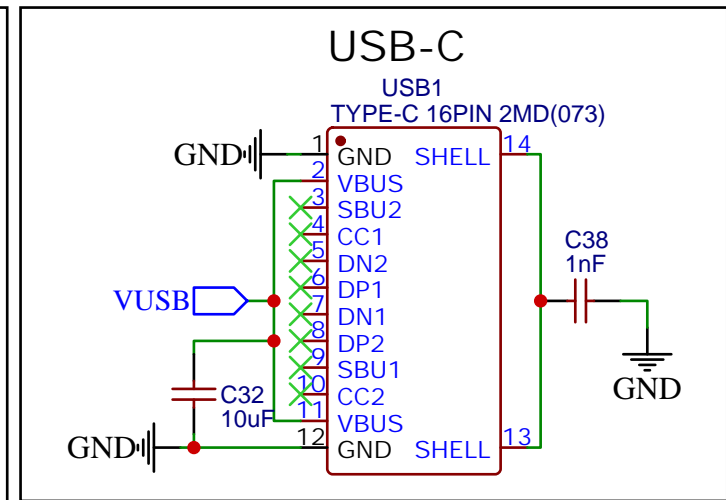 USB-C
USB1
TYPE-C 16PIN 2MD(073)
GND 1 GND SHELL 14
2 VBUS
3 SBU2
4 CC1
5 DN2
6 DP1
VUSB 7 DN1
8 DP2
9 SBU1
10 CC2
11 VBUS
GND 12 GND SHELL 13
C32
10uF
C38
1nF
GND